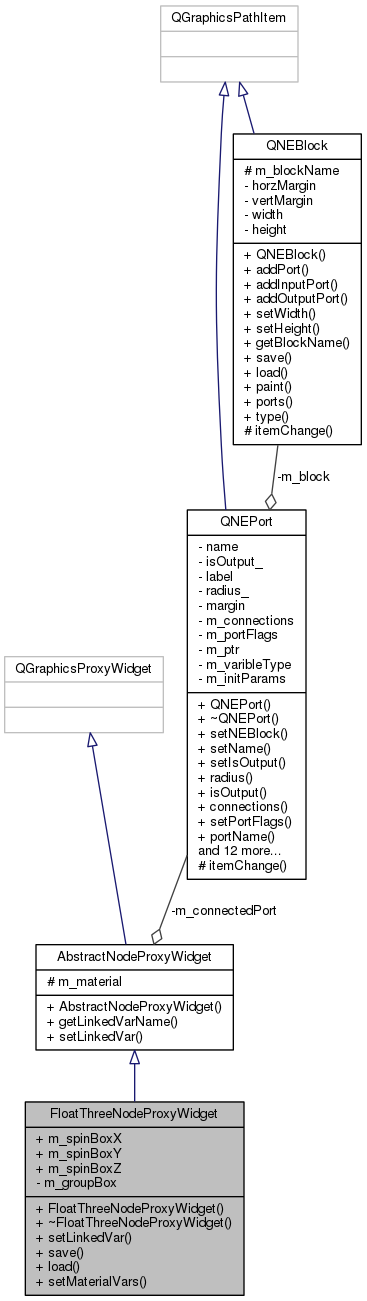 QGraphicsPathItem
QNEBlock
# m_blockName
- horzMargin
- vertMargin
- width
- height
+ QNEBlock()
+ addPort()
+ addInputPort()
+ addOutputPort()
+ setWidth()
+ setHeight()
+ getBlockName()
+ save()
+ load()
+ paint()
+ ports()
+ type()
# itemChange()
-m_block
QNEPort
- name
- isOutput_
- label
- radius_
- margin
- m_connections
- m_portFlags
- m_ptr
- m_varibleType
- m_initParams
+ QNEPort()
+ ~QNEPort()
+ setNEBlock()
+ setName()
+ setIsOutput()
+ radius()
+ isOutput()
+ connections()
+ setPortFlags()
+ portName()
and 12 more...
# itemChange()
QGraphicsProxyWidget
-m_connectedPort
AbstractNodeProxyWidget
# m_material
+ AbstractNodeProxyWidget()
+ getLinkedVarName()
+ setLinkedVar()
FloatThreeNodeProxyWidget
+ m_spinBoxX
+ m_spinBoxY
+ m_spinBoxZ
- m_groupBox
+ FloatThreeNodeProxyWidget()
+ ~FloatThreeNodeProxyWidget()
+ setLinkedVar()
+ save()
+ load()
+ setMaterialVars()